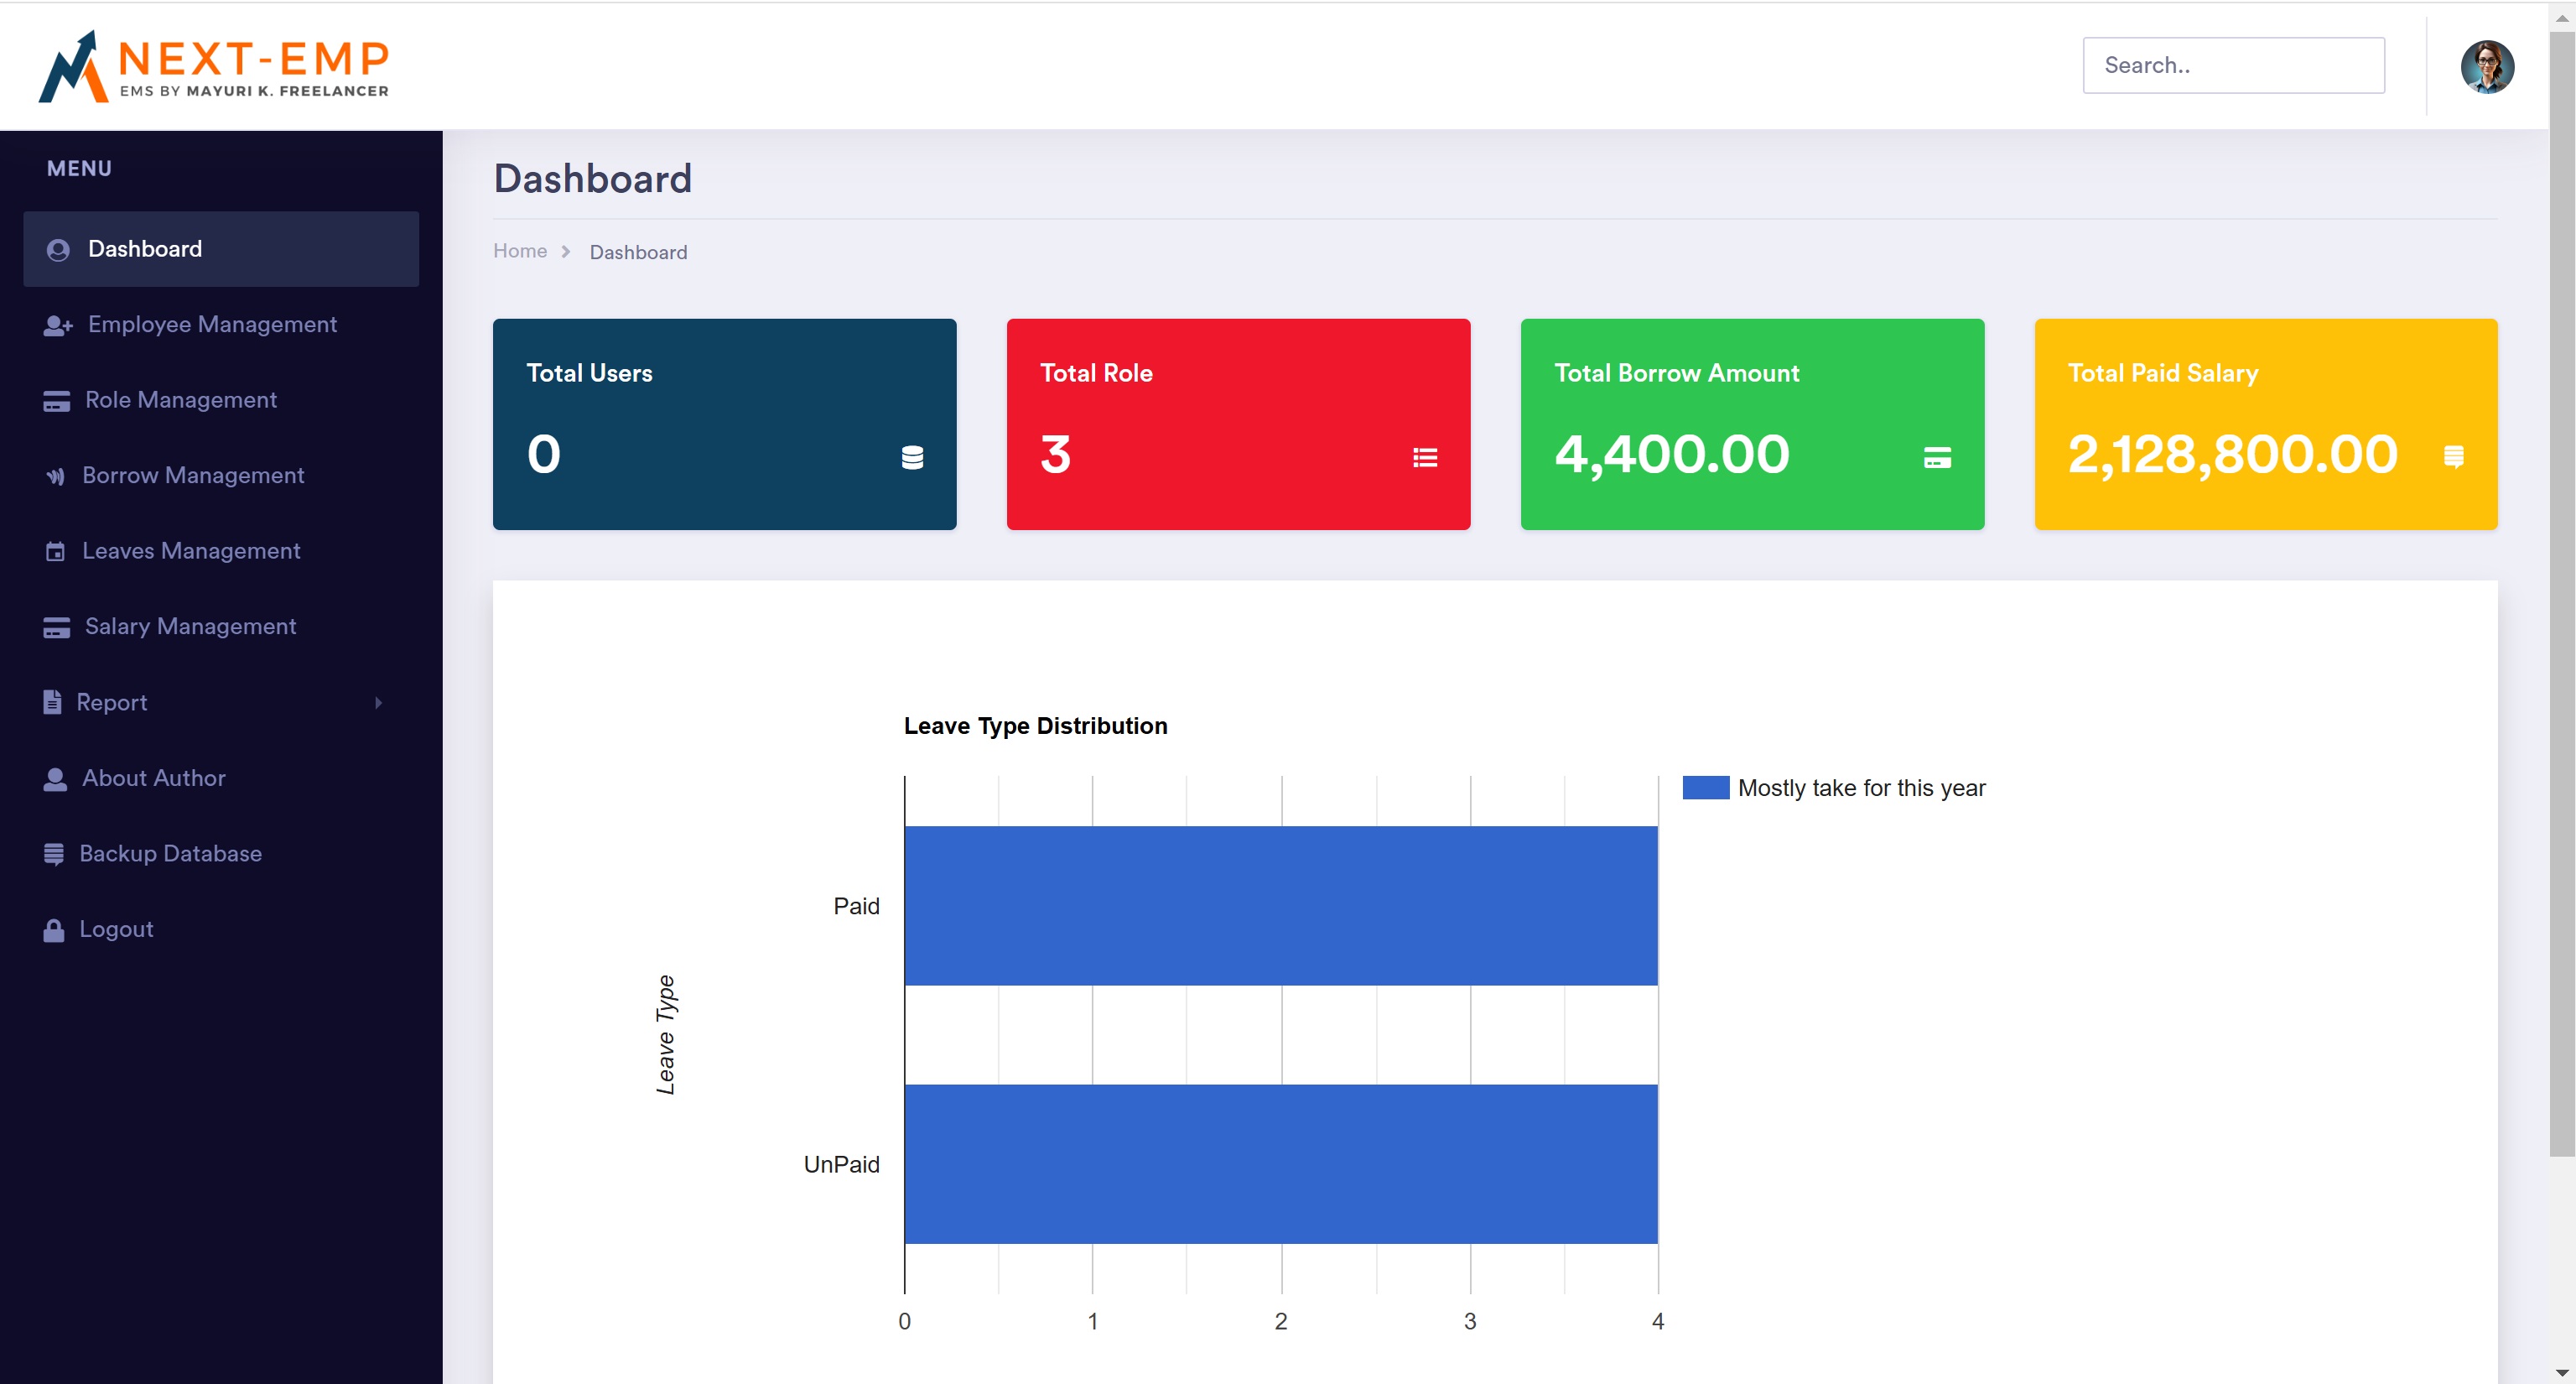 NEXT-EMP
EMS BY MAYURI K. FREELANCER
Search..
MENU
Dashboard
Employee Management
Role Management
Borrow Management
Leaves Management
Salary Management
Report
About Author
Backup Database
Logout
Dashboard
Home Dashboard
Total Users
0
Total Role
3
Total Borrow Amount
4,400.00
Total Paid Salary
2,128,800.00
Leave Type Distribution
Mostly take for this year
Paid
Leave Type
UnPaid
0 1 2 3 4